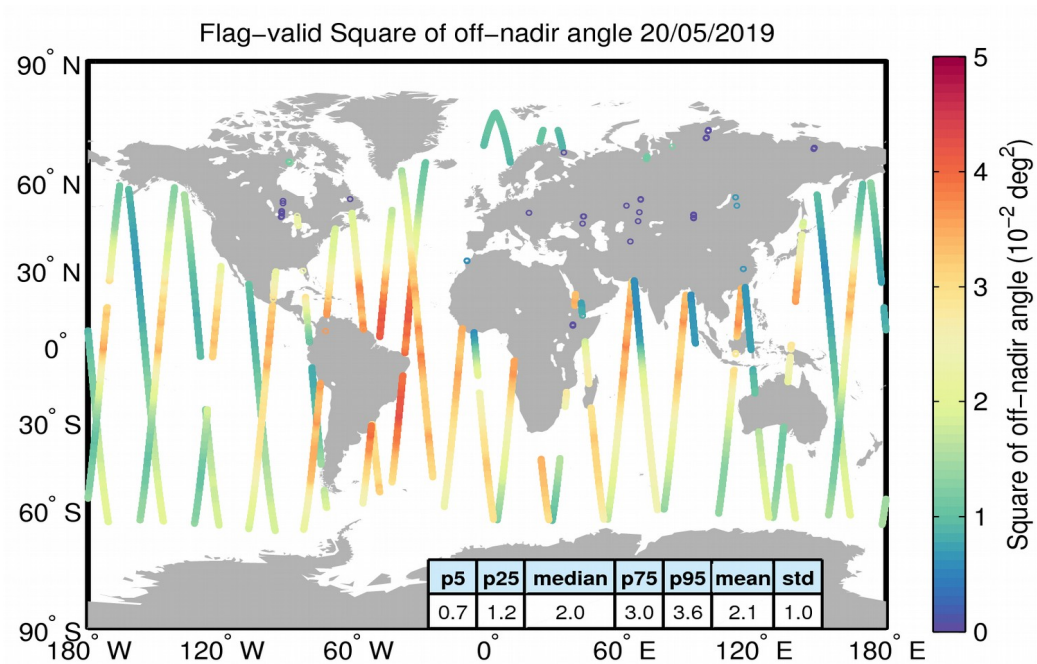 Flag-valid Square of off-nadir angle 20/05/2019
90° N
60° N
30° N
0°
30° S
60° S
90° S
180° W
120° W
60° W
0°
60° E
120° E
180° E
p5 p25 median p75 p95 mean std
0.7 1.2 2.0 3.0 3.6 2.1 1.0
5
4
3
2
1
0
Square of off-nadir angle (10⁻² deg²)